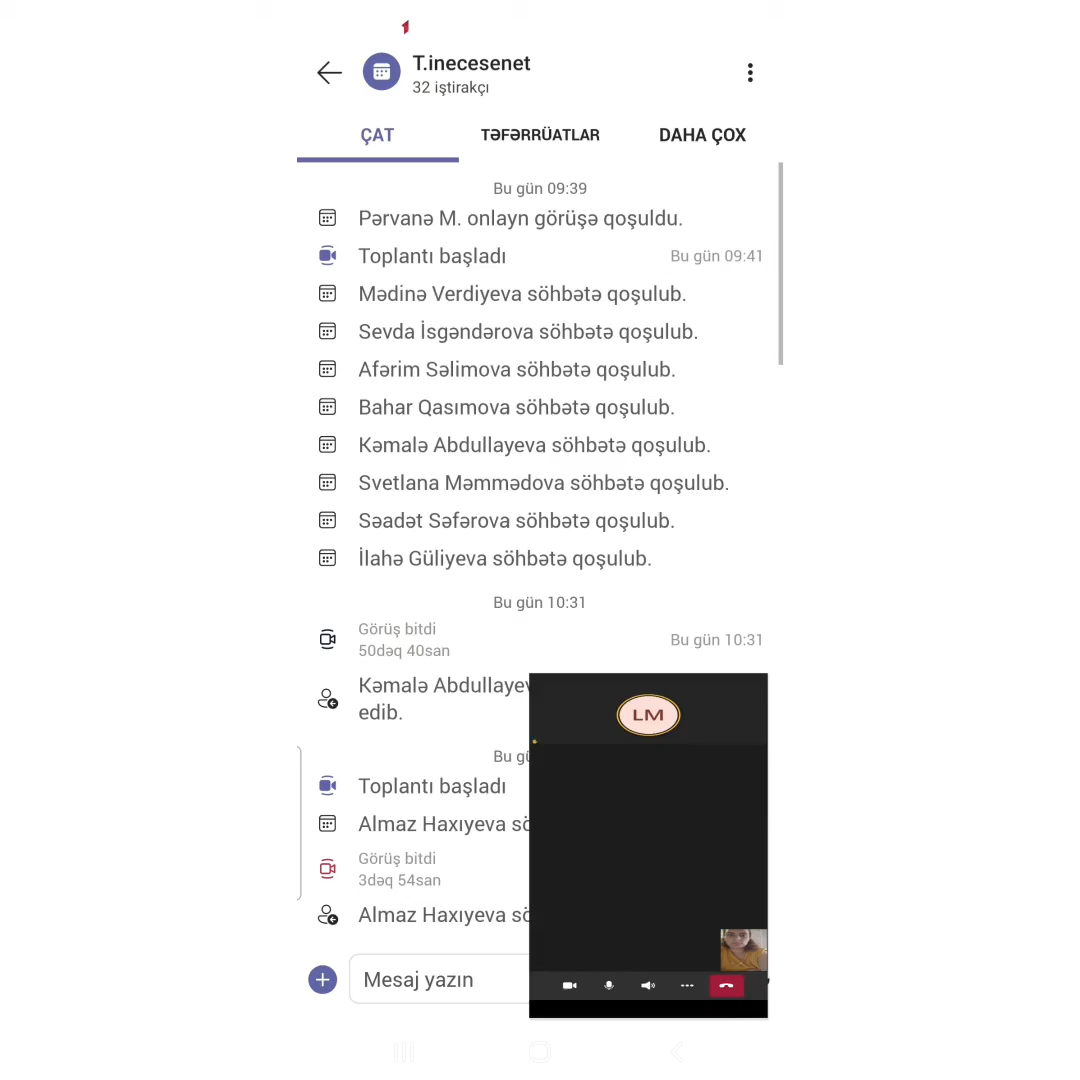 T.inecesenet
32 iştirakçı
ÇAT TƏFƏRRÜATLAR DAHA ÇOX
Bu gün 09:39
Pərvanə M. onlayn görüşə qoşuldu.
Toplantı başladı Bu gün 09:41
Mədinə Verdiyeva söhbətə qoşulub.
Sevda İsgəndərova söhbətə qoşulub.
Afərim Səlimova söhbətə qoşulub.
Bahar Qasımova söhbətə qoşulub.
Kəmalə Abdullayeva söhbətə qoşulub.
Svetlana Məmmədova söhbətə qoşulub.
Səadət Səfərova söhbətə qoşulub.
İlahə Güliyeva söhbətə qoşulub.
Bu gün 10:31
Görüş bitdi Bu gün 10:31
50dəq 40san
Kəmalə
edib.
LM
Bu
Toplantı başladı
Almaz Haxıyeva
Görüş bitdi
3dəq 54san
Almaz Haxıyeva
Mesaj yazın